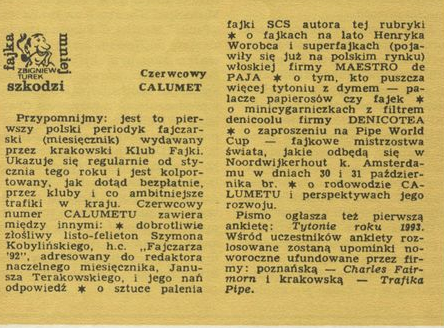 fajka
mniej
ZBIGNIEW
TUREK
szkodzi
Czerwcowy
CALUMET
Przypomnijmy: jest to pier-
wszy polski periodyk fajczar-
ski (miesięcznik) wydawany
przez krakowski Klub Fajki.
Ukazuje się regularnie od sty-
cznia tego roku i jest kolpor-
towany, jak dotąd bezpłatnie,
przez kluby i co ambitniejsze
trafiki w kraju. Czerwcowy
numer CALUMETU zawiera
między innymi: ✱ dobrotliwie
złośliwy listo-felieton Szymona
Kobylińskiego, h.c. „Fajczarza
'92", adresowany do redaktora
naczelnego miesięcznika, Janu-
sza Terakowskiego, i jego nań
odpowiedź ✱ o sztuce palenia
fajki SCS autora tej rubryki
✱ o fajkach na lato Henryka
Worobca i superfajkach (poja-
wiły się już na polskim rynku)
włoskiej firmy MAESTRO de
PAJA ✱ o tym, kto puszcza
więcej tytoniu z dymem — pa-
lacze papierosów czy fajek ✱
o minicygarniczkach z filtrem
denicoolu firmy DENICOTEA
✱ o zaproszeniu na Pipe World
Cup — fajkowe mistrzostwa
świata, jakie odbędą się w
Noordwijkerhout k. Amsterda-
mu w dniach 30 i 31 paździer-
nika br. ✱ o rodowodzie CA-
LUMETU i perspektywach jego
rozwoju.
Pismo ogłasza też pierwszą
ankietę: Tytonie roku 1993.
Wśród uczestników ankiety roz-
losowane zostaną upominki no-
woroczne ufundowane przez fir-
my: poznańską — Charles Fair-
morn i krakowską — Trafika
Pipe.